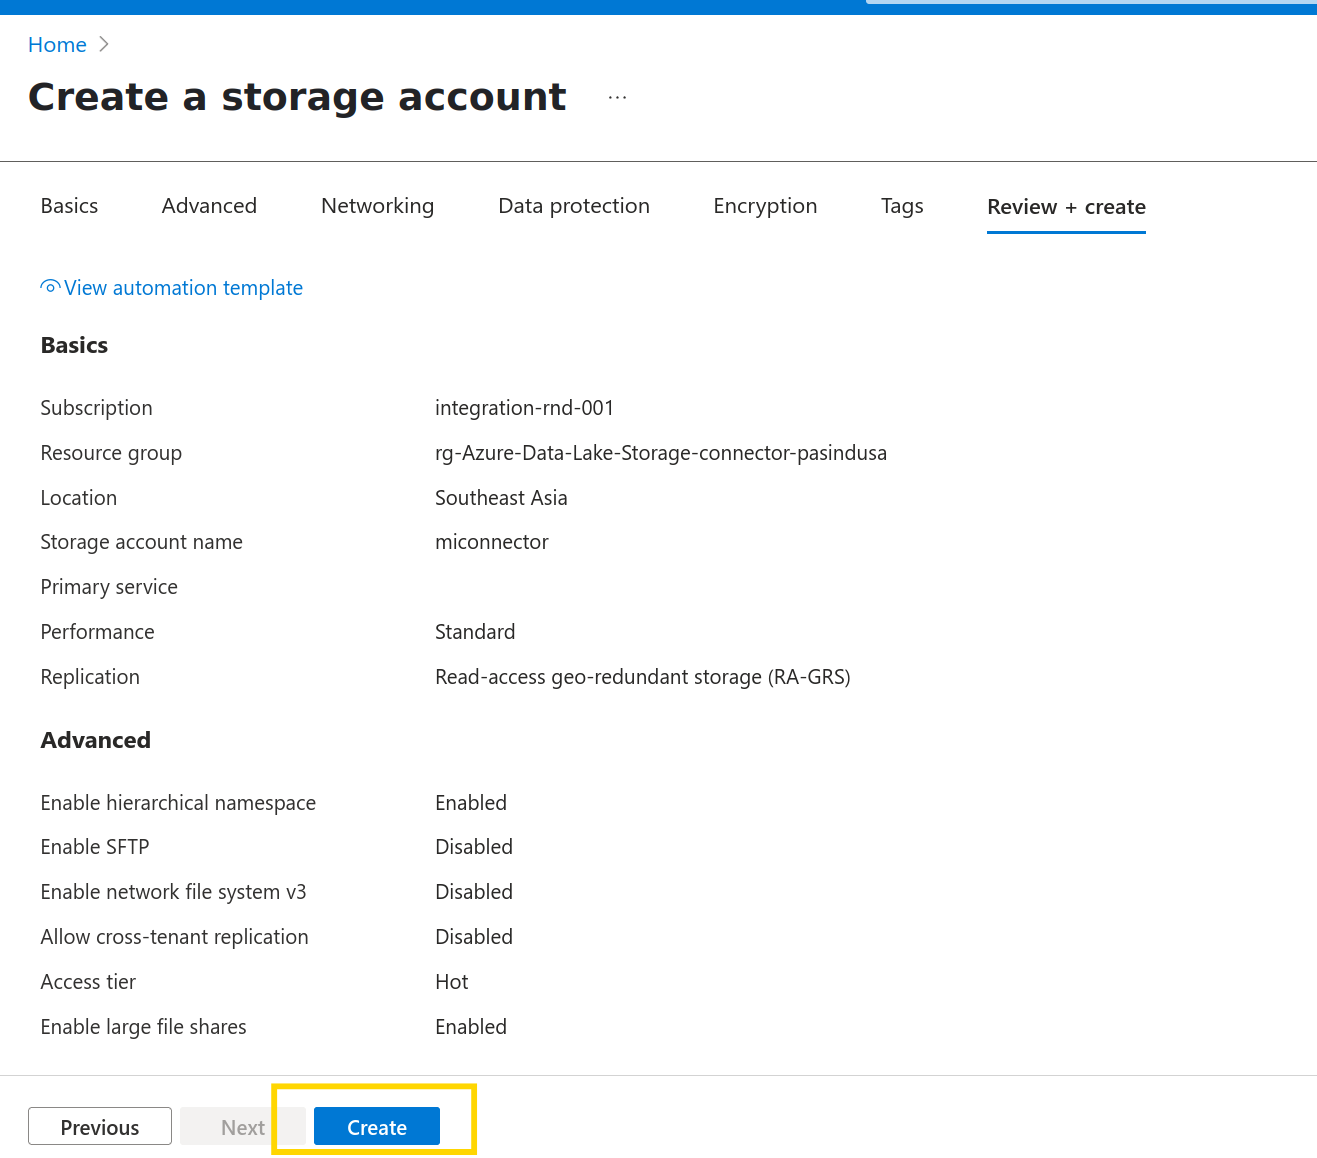 Home
Create a storage account ...
Basics Advanced Networking Data protection Encryption Tags Review + create
View automation template
Basics
Subscription integration-rnd-001
Resource group rg-Azure-Data-Lake-Storage-connector-pasindusa
Location Southeast Asia
Storage account name miconnector
Primary service
Performance Standard
Replication Read-access geo-redundant storage (RA-GRS)
Advanced
Enable hierarchical namespace Enabled
Enable SFTP Disabled
Enable network file system v3 Disabled
Allow cross-tenant replication Disabled
Access tier Hot
Enable large file shares Enabled
Previous Next Create